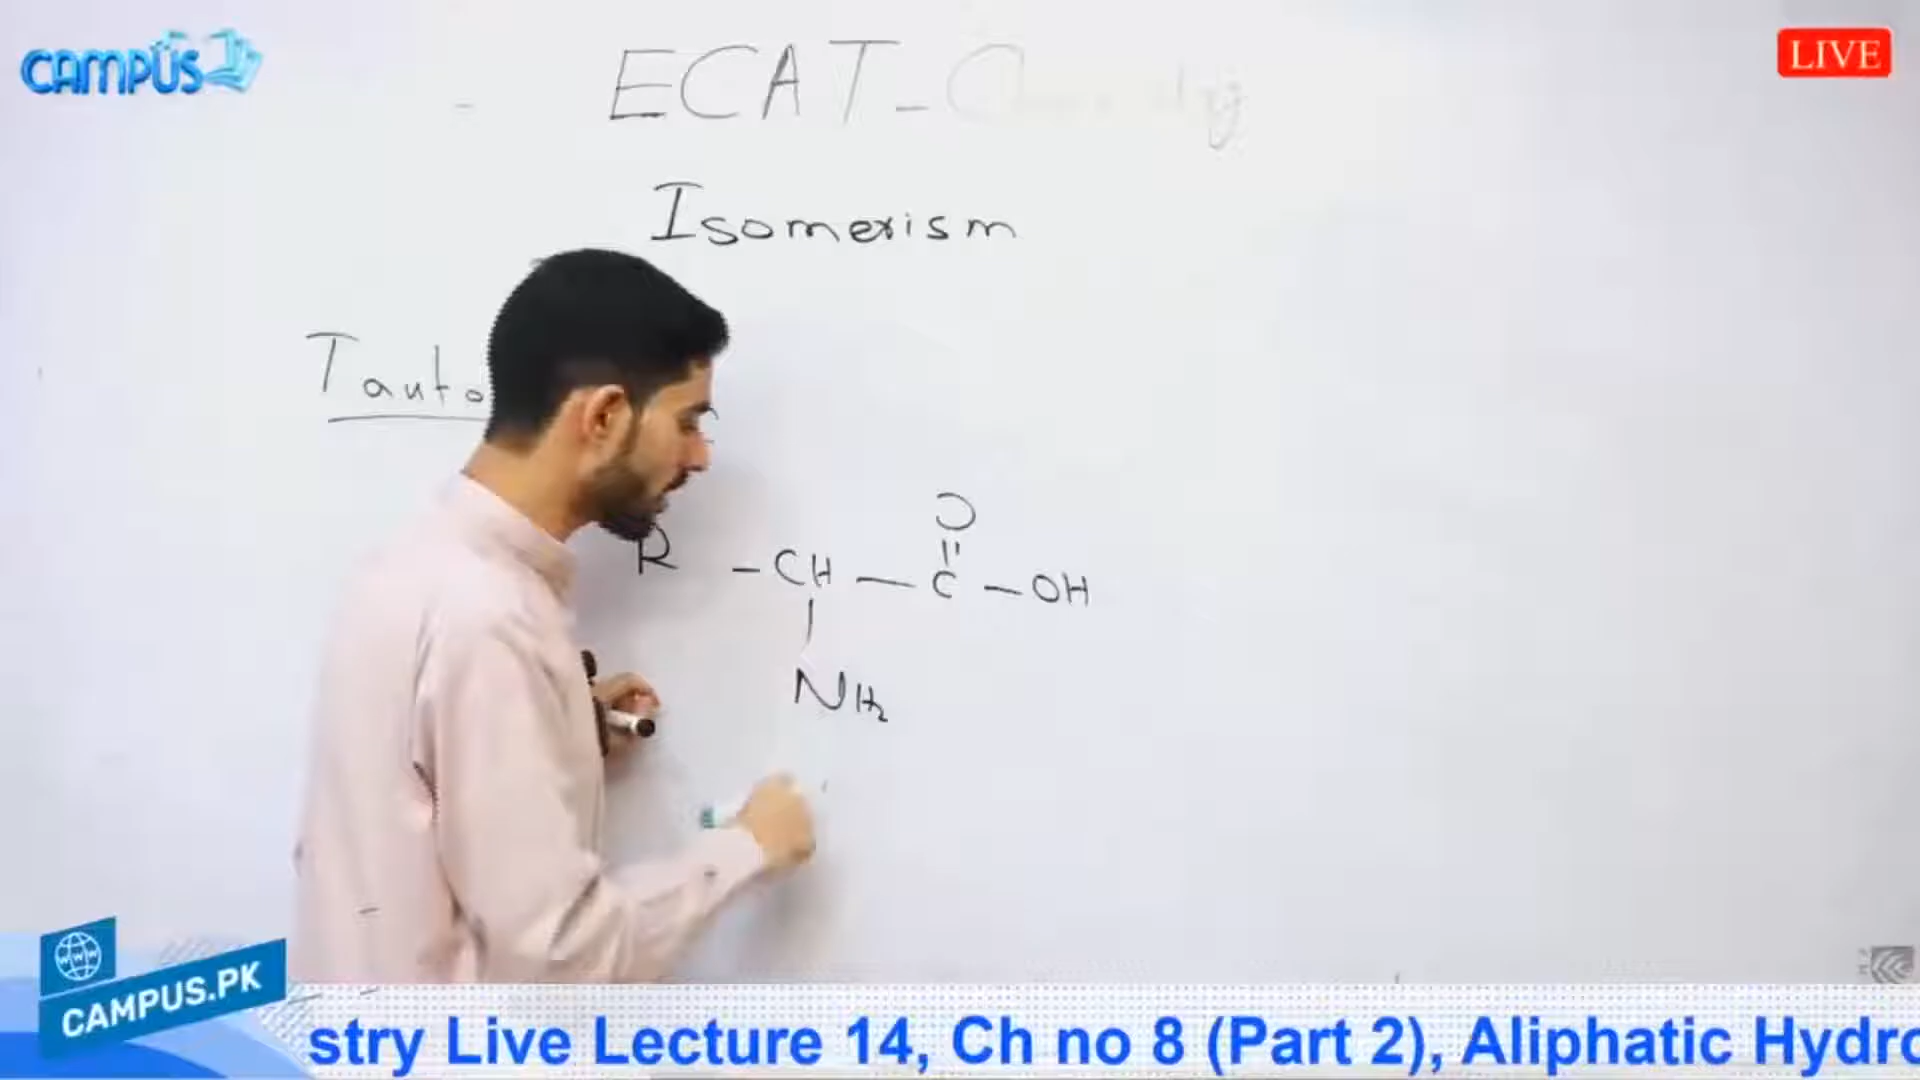 CAMPUS
LIVE
ECAT -
Isomerism
Tauto
O
R - CH - C - OH
NH2
www
CAMPUS.PK
stry Live Lecture 14, Ch no 8 (Part 2), Aliphatic Hydro